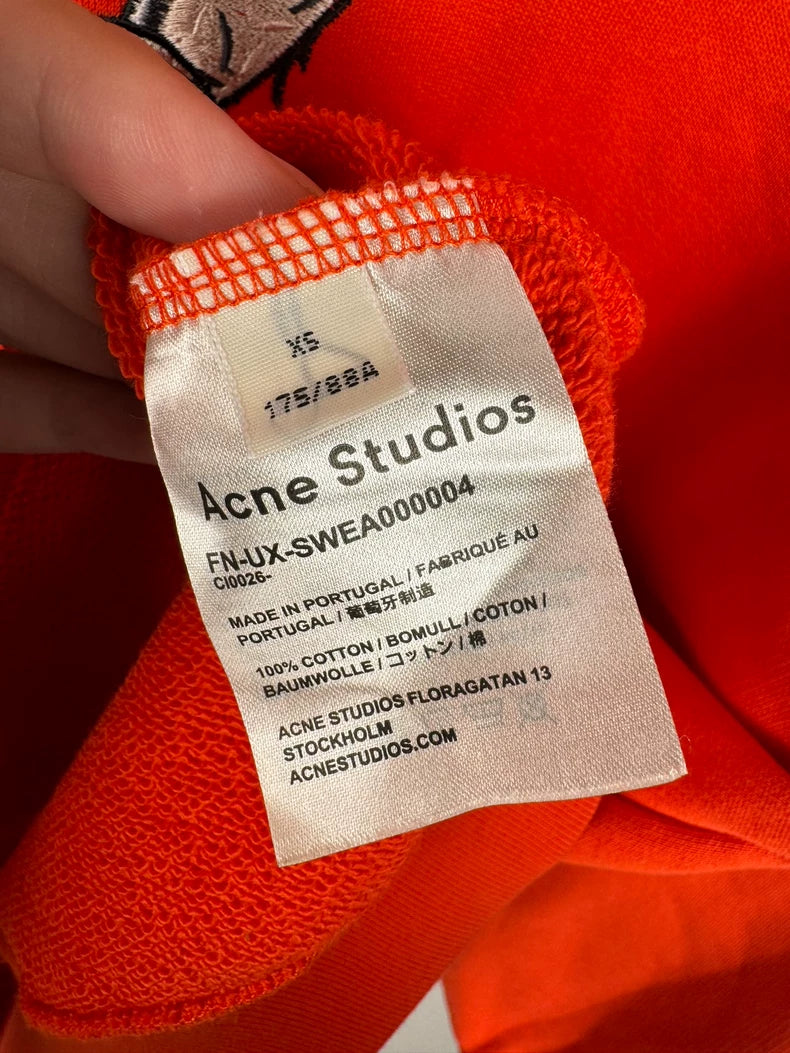 XS
175/88A
Acne Studios
FN-UX-SWEA000004
CI0026-
MADE IN PORTUGAL / FABRIQUÉ AU
PORTUGAL / 葡萄牙制造
100% COTTON / BOMULL / COTON /
BAUMWOLLE / コットン / 棉
ACNE STUDIOS FLORAGATAN 13
STOCKHOLM
ACNESTUDIOS.COM